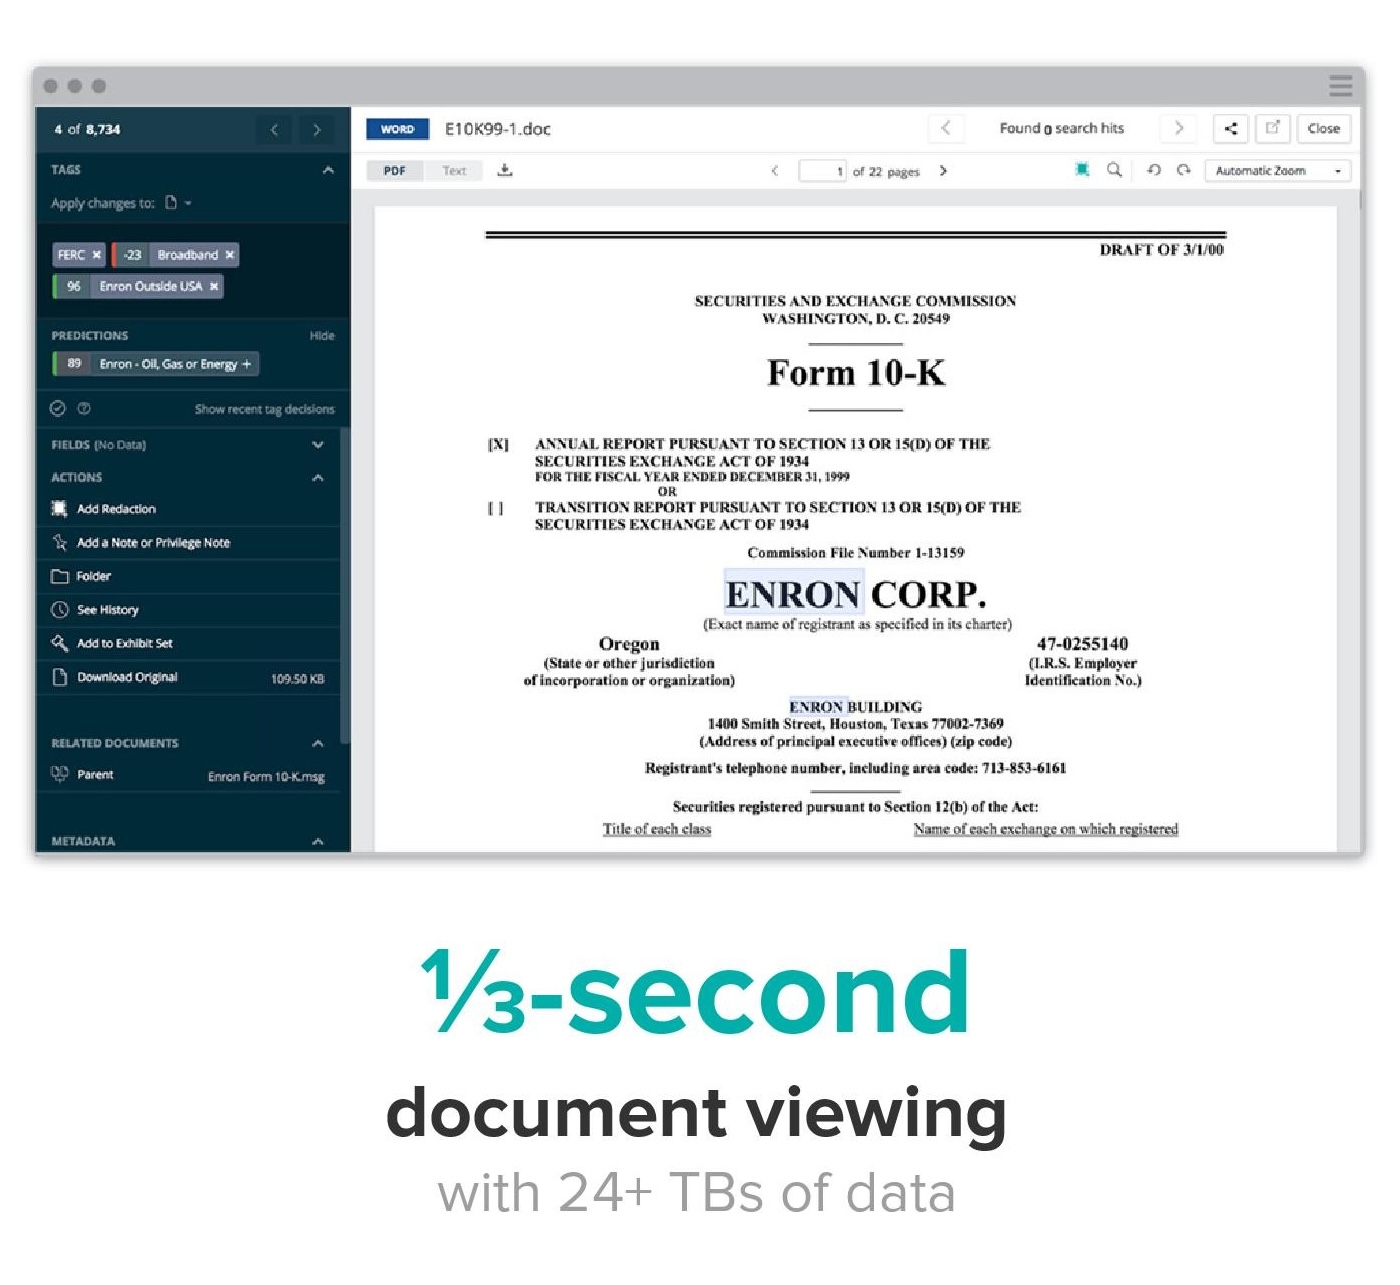 4 of 8,734
TAGS
Apply changes to:
FERC ×
-23 Broadband ×
96 Enron Outside USA ×
PREDICTIONS Hide
89 Enron - Oil, Gas or Energy +
Show recent tag decisions
FIELDS (No Data)
ACTIONS
Add Redaction
Add a Note or Privilege Note
Folder
See History
Add to Exhibit Set
Download Original 109.50 KB
RELATED DOCUMENTS
Parent Enron Form 10-K.msg
METADATA
WORD E10K99-1.doc Found 0 search hits Close
PDF Text 1 of 22 pages Automatic Zoom
DRAFT OF 3/1/00
SECURITIES AND EXCHANGE COMMISSION
WASHINGTON, D. C. 20549
Form 10-K
[X] ANNUAL REPORT PURSUANT TO SECTION 13 OR 15(D) OF THE
SECURITIES EXCHANGE ACT OF 1934
FOR THE FISCAL YEAR ENDED DECEMBER 31, 1999
OR
[ ] TRANSITION REPORT PURSUANT TO SECTION 13 OR 15(D) OF THE
SECURITIES EXCHANGE ACT OF 1934
Commission File Number 1-13159
ENRON CORP.
(Exact name of registrant as specified in its charter)
Oregon 47-0255140
(State or other jurisdiction (I.R.S. Employer
of incorporation or organization) Identification No.)
ENRON BUILDING
1400 Smith Street, Houston, Texas 77002-7369
(Address of principal executive offices) (zip code)
Registrant's telephone number, including area code: 713-853-6161
Securities registered pursuant to Section 12(b) of the Act:
Title of each class Name of each exchange on which registered
⅓-second
document viewing
with 24+ TBs of data